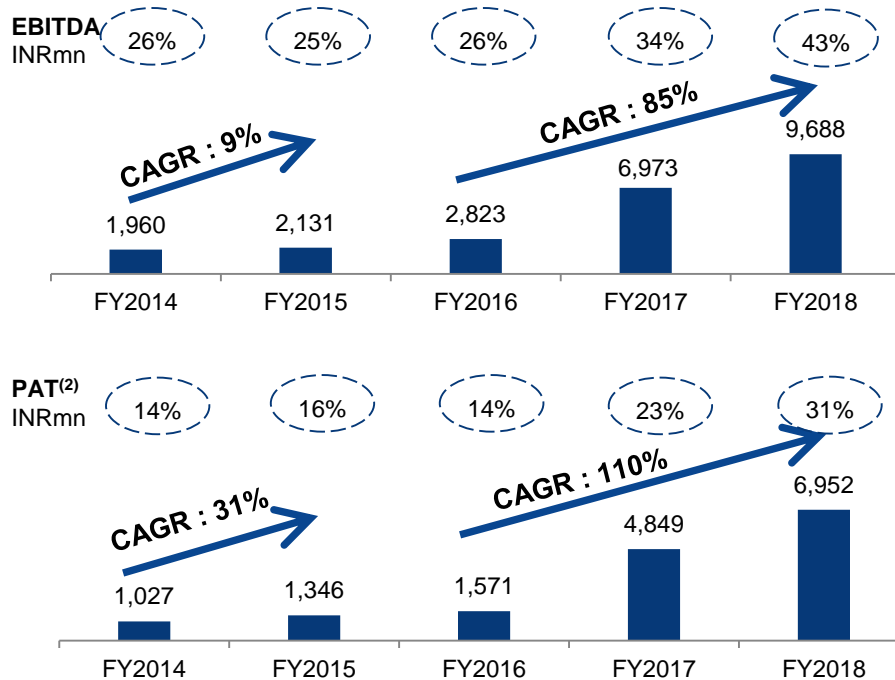 EBITDA 26% 25% 26% 34% 43%
INRmn
CAGR : 9% CAGR : 85%
1,960 2,131 2,823 6,973 9,688
FY2014 FY2015 FY2016 FY2017 FY2018
PAT(2) 14% 16% 14% 23% 31%
INRmn
CAGR : 31% CAGR : 110%
1,027 1,346 1,571 4,849 6,952
FY2014 FY2015 FY2016 FY2017 FY2018